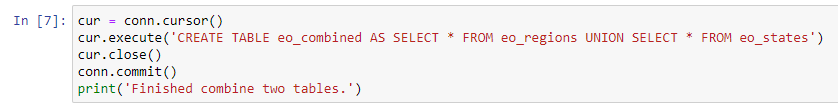 In [7]: cur = conn.cursor()
cur.execute('CREATE TABLE eo_combined AS SELECT * FROM eo_regions UNION SELECT * FROM eo_states')
cur.close()
conn.commit()
print('Finished combine two tables.')